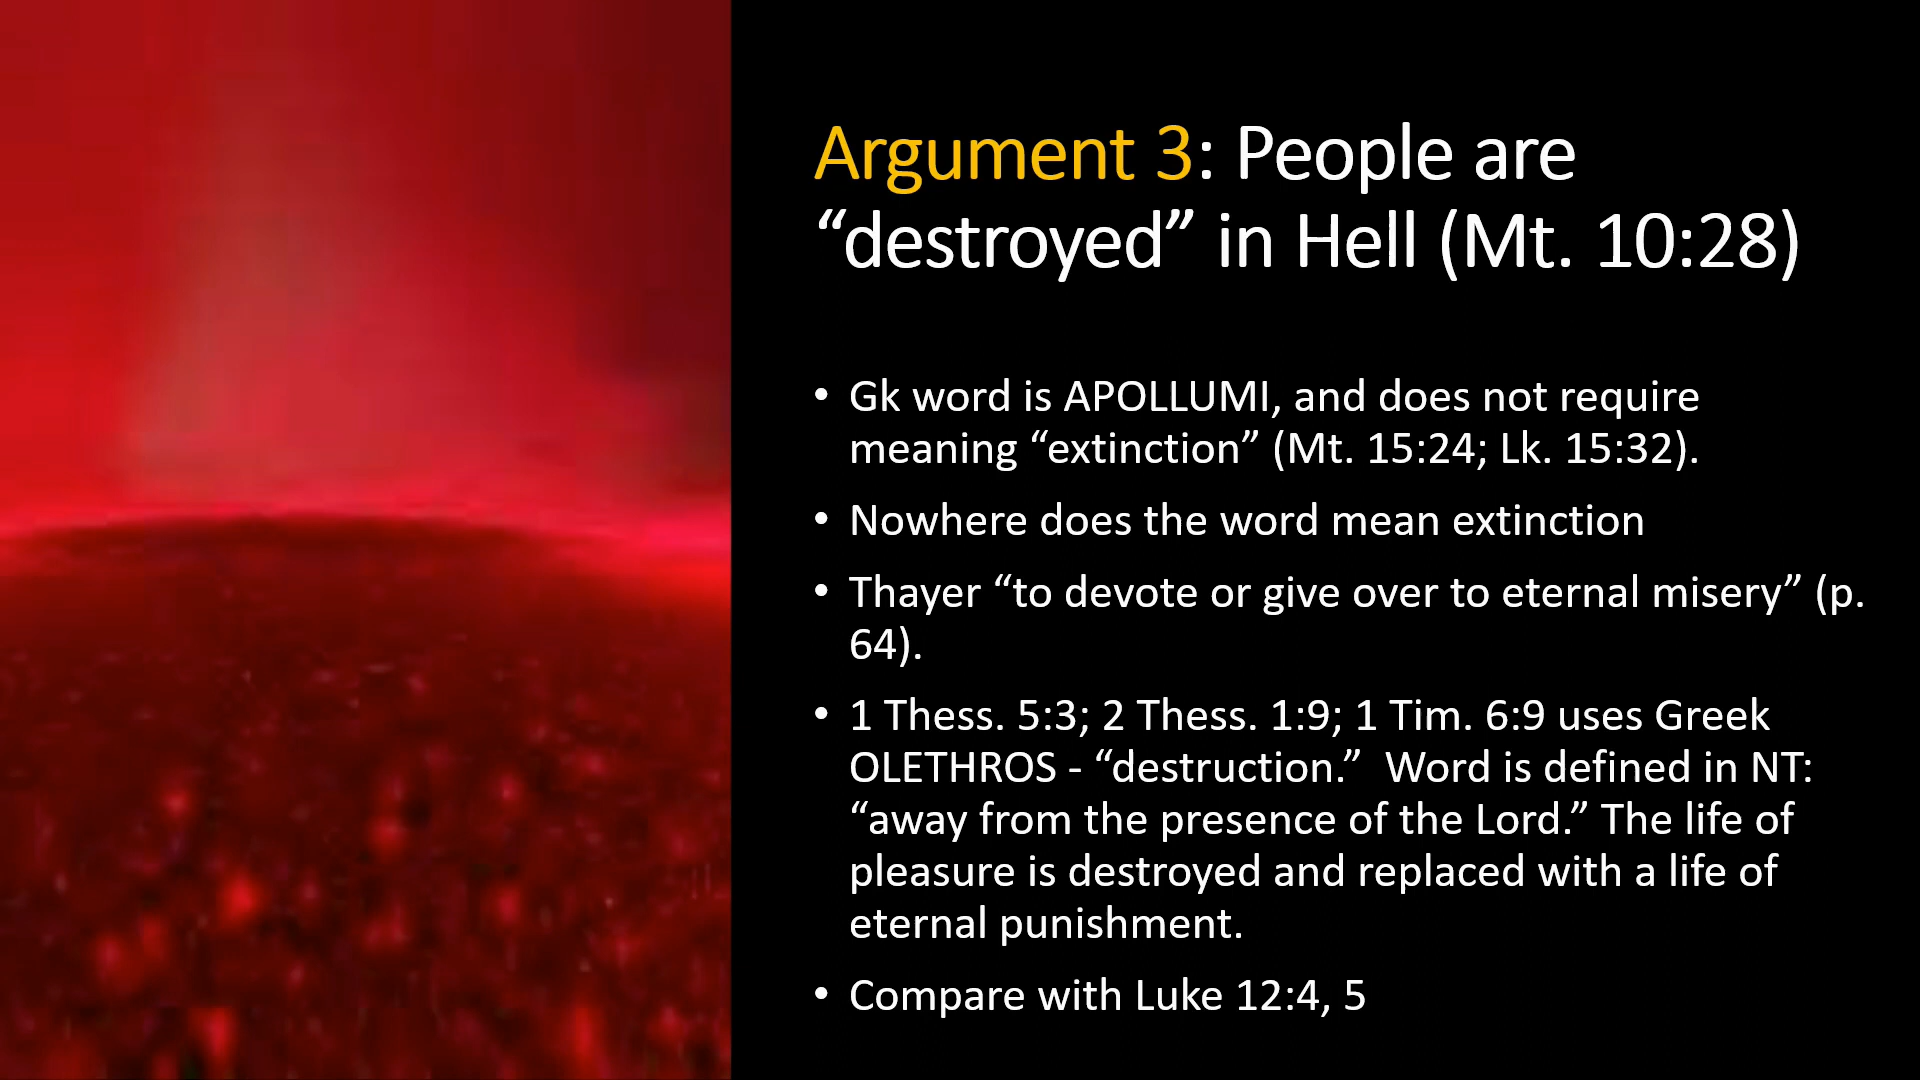 Argument 3: People are
“destroyed” in Hell (Mt. 10:28)
• Gk word is APOLLUMI, and does not require
meaning “extinction” (Mt. 15:24; Lk. 15:32).
• Nowhere does the word mean extinction
• Thayer “to devote or give over to eternal misery” (p.
64).
• 1 Thess. 5:3; 2 Thess. 1:9; 1 Tim. 6:9 uses Greek
OLETHROS - “destruction.”  Word is defined in NT:
“away from the presence of the Lord.” The life of
pleasure is destroyed and replaced with a life of
eternal punishment.
• Compare with Luke 12:4, 5